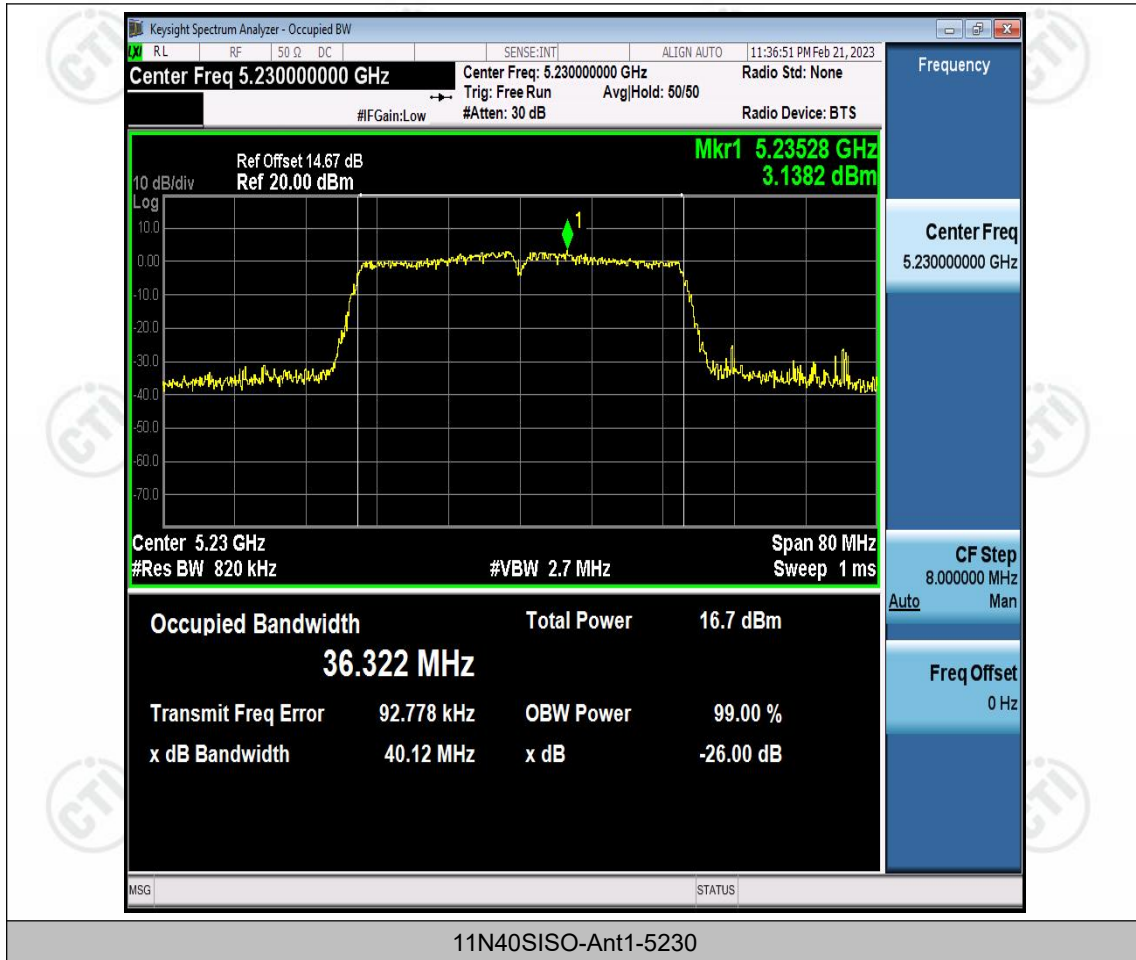 Keysight Spectrum Analyzer - Occupied BW
LXI RL RF 50 Ω DC SENSE:INT ALIGN AUTO 11:36:51 PM Feb 21, 2023
Center Freq 5.230000000 GHz
Center Freq: 5.230000000 GHz
Radio Std: None
Trig: Free Run Avg|Hold: 50/50
#IFGain:Low #Atten: 30 dB Radio Device: BTS
Mkr1 5.23528 GHz
3.1382 dBm
Ref Offset 14.67 dB
10 dB/div Ref 20.00 dBm
Log
10.0
0.00
-10.0
-20.0
-30.0
-40.0
-50.0
-60.0
-70.0
1
Center 5.23 GHz Span 80 MHz
#Res BW 820 kHz #VBW 2.7 MHz Sweep 1 ms
Occupied Bandwidth Total Power 16.7 dBm
36.322 MHz
Transmit Freq Error 92.778 kHz OBW Power 99.00 %
x dB Bandwidth 40.12 MHz x dB -26.00 dB
MSG STATUS
Frequency
Center Freq
5.230000000 GHz
CF Step
8.000000 MHz
Auto Man
Freq Offset
0 Hz
11N40SISO-Ant1-5230
CTI
CTI
CTI
CTI
CTI
CTI